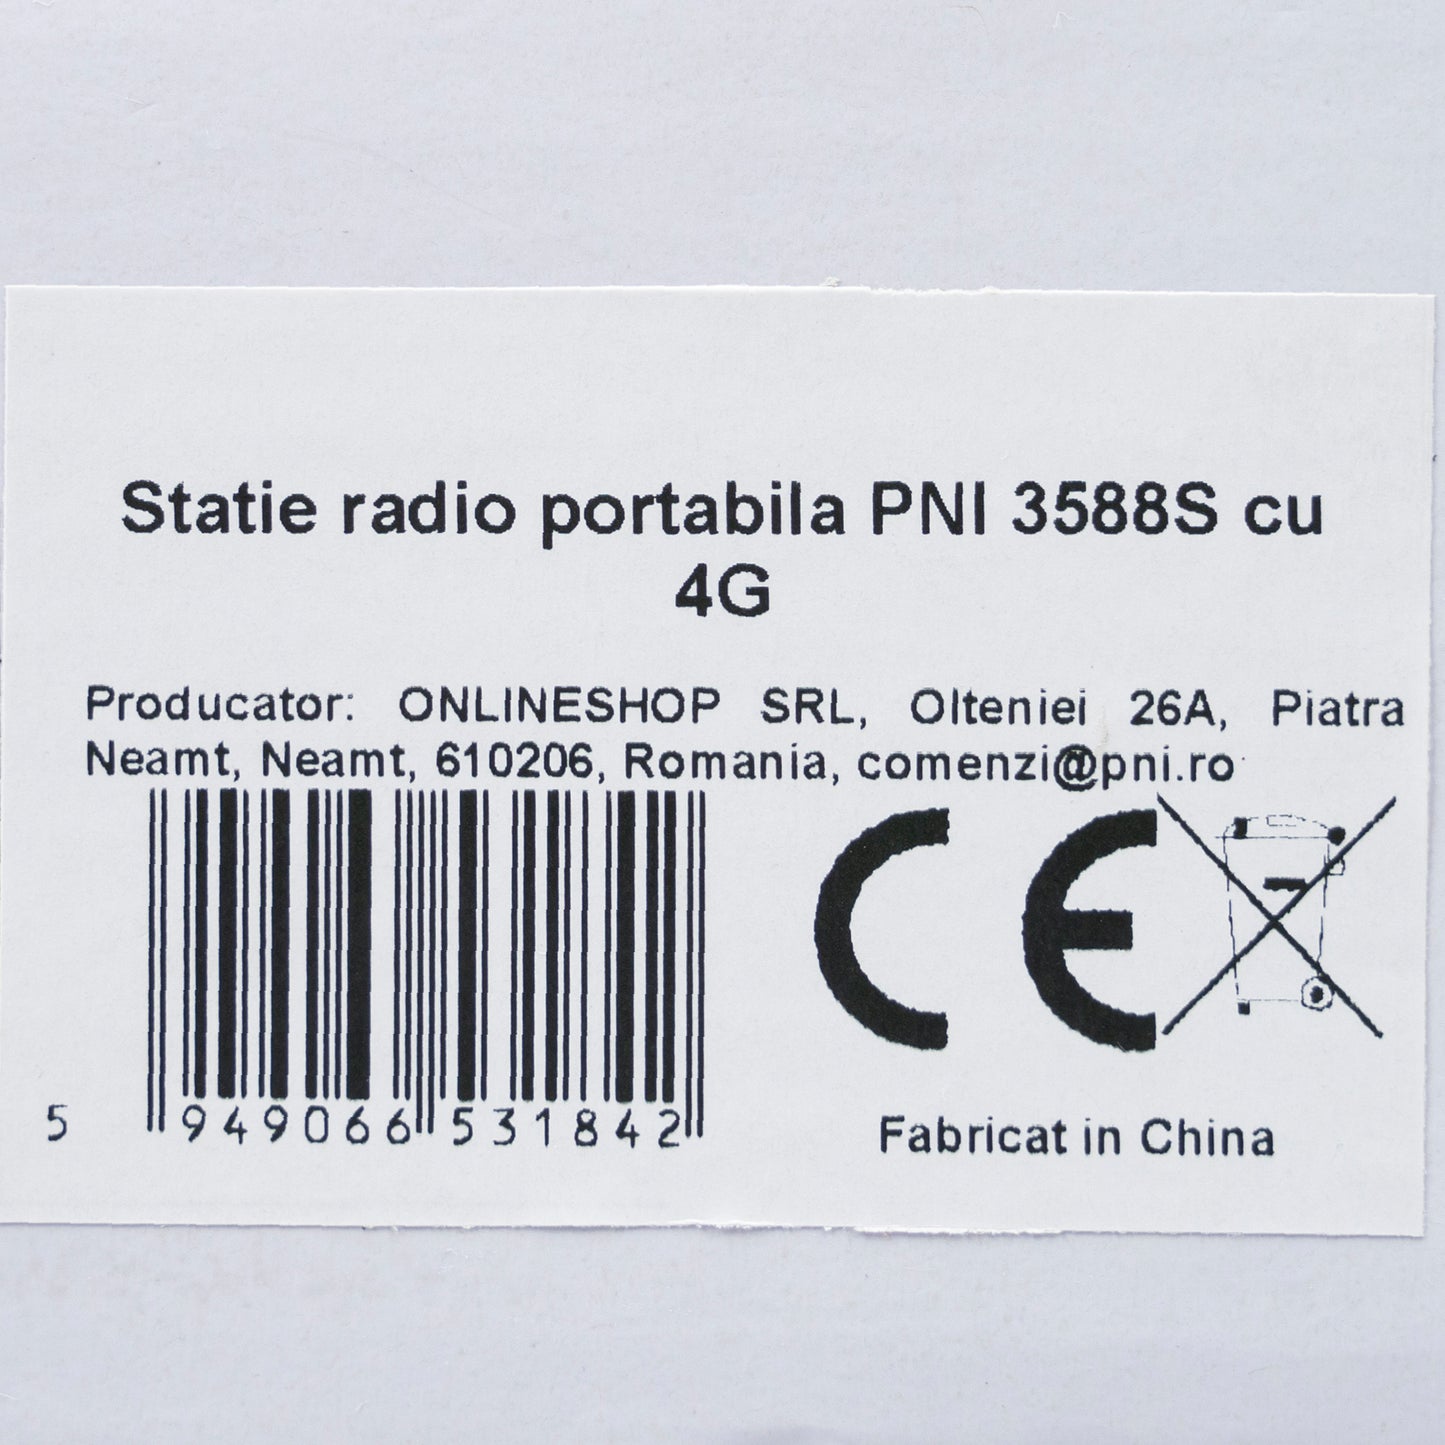 Statie radio portabila PNI 3588S cu
4G
Producator: ONLINESHOP SRL, Olteniei 26A, Piatra
Neamt, Neamt, 610206, Romania, comenzi@pni.ro
CE
5 949066 531842
Fabricat in China